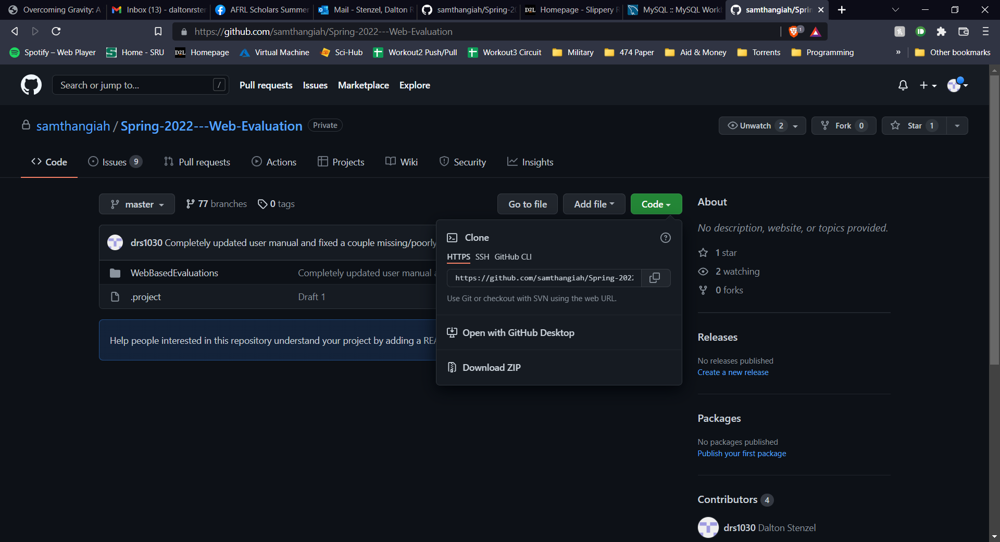 Overcoming Gravity: A
Inbox (13) - daltonrster
AFRL Scholars Summer
Mail - Stenzel, Dalton R
samthangiah/Spring-20
D2L Homepage - Slippery R
MySQL :: MySQL Workb
samthangiah/Sprin
https://github.com/samthangiah/Spring-2022---Web-Evaluation
1
Spotify – Web Player
Home - SRU
D2L Homepage
Virtual Machine
Sci-Hub
Workout2 Push/Pull
Workout3 Circuit
Military
474 Paper
Aid & Money
Torrents
Programming
»
Other bookmarks
Search or jump to... /
Pull requests Issues Marketplace Explore
samthangiah / Spring-2022---Web-Evaluation Private
Unwatch 2 Fork 0 Star 1
Code Issues 9 Pull requests Actions Projects Wiki Security Insights
master 77 branches 0 tags
Go to file Add file Code
drs1030 Completely updated user manual and fixed a couple missing/poorly
WebBasedEvaluations Completely updated user manual a
.project Draft 1
Help people interested in this repository understand your project by adding a REA
Clone
HTTPS SSH GitHub CLI
https://github.com/samthangiah/Spring-2022
Use Git or checkout with SVN using the web URL.
Open with GitHub Desktop
Download ZIP
About
No description, website, or topics provided.
1 star
2 watching
0 forks
Releases
No releases published
Create a new release
Packages
No packages published
Publish your first package
Contributors 4
drs1030 Dalton Stenzel